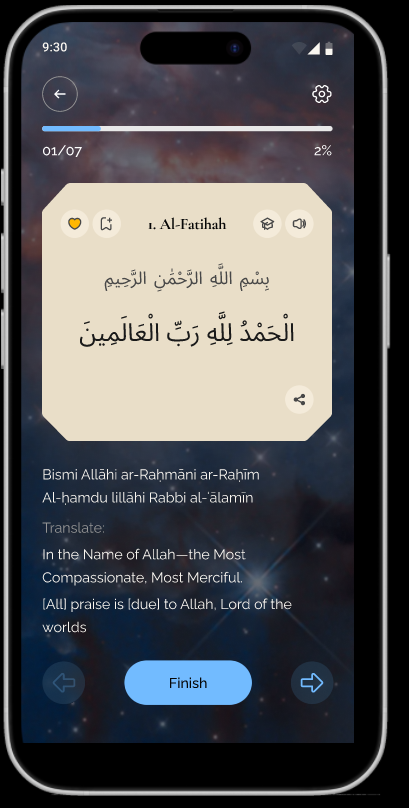 9:30
01/07
2%
1. Al-Fatihah
بِسْمِ اللَّهِ الرَّحْمَٰنِ الرَّحِيمِ
الْحَمْدُ لِلَّهِ رَبِّ الْعَالَمِينَ
Bismi Allāhi ar-Raḥmāni ar-Raḥīm
Al-ḥamdu lillāhi Rabbi al-ʿālamīn
Translate:
In the Name of Allah—the Most
Compassionate, Most Merciful.
[All] praise is [due] to Allah, Lord of the
worlds
Finish